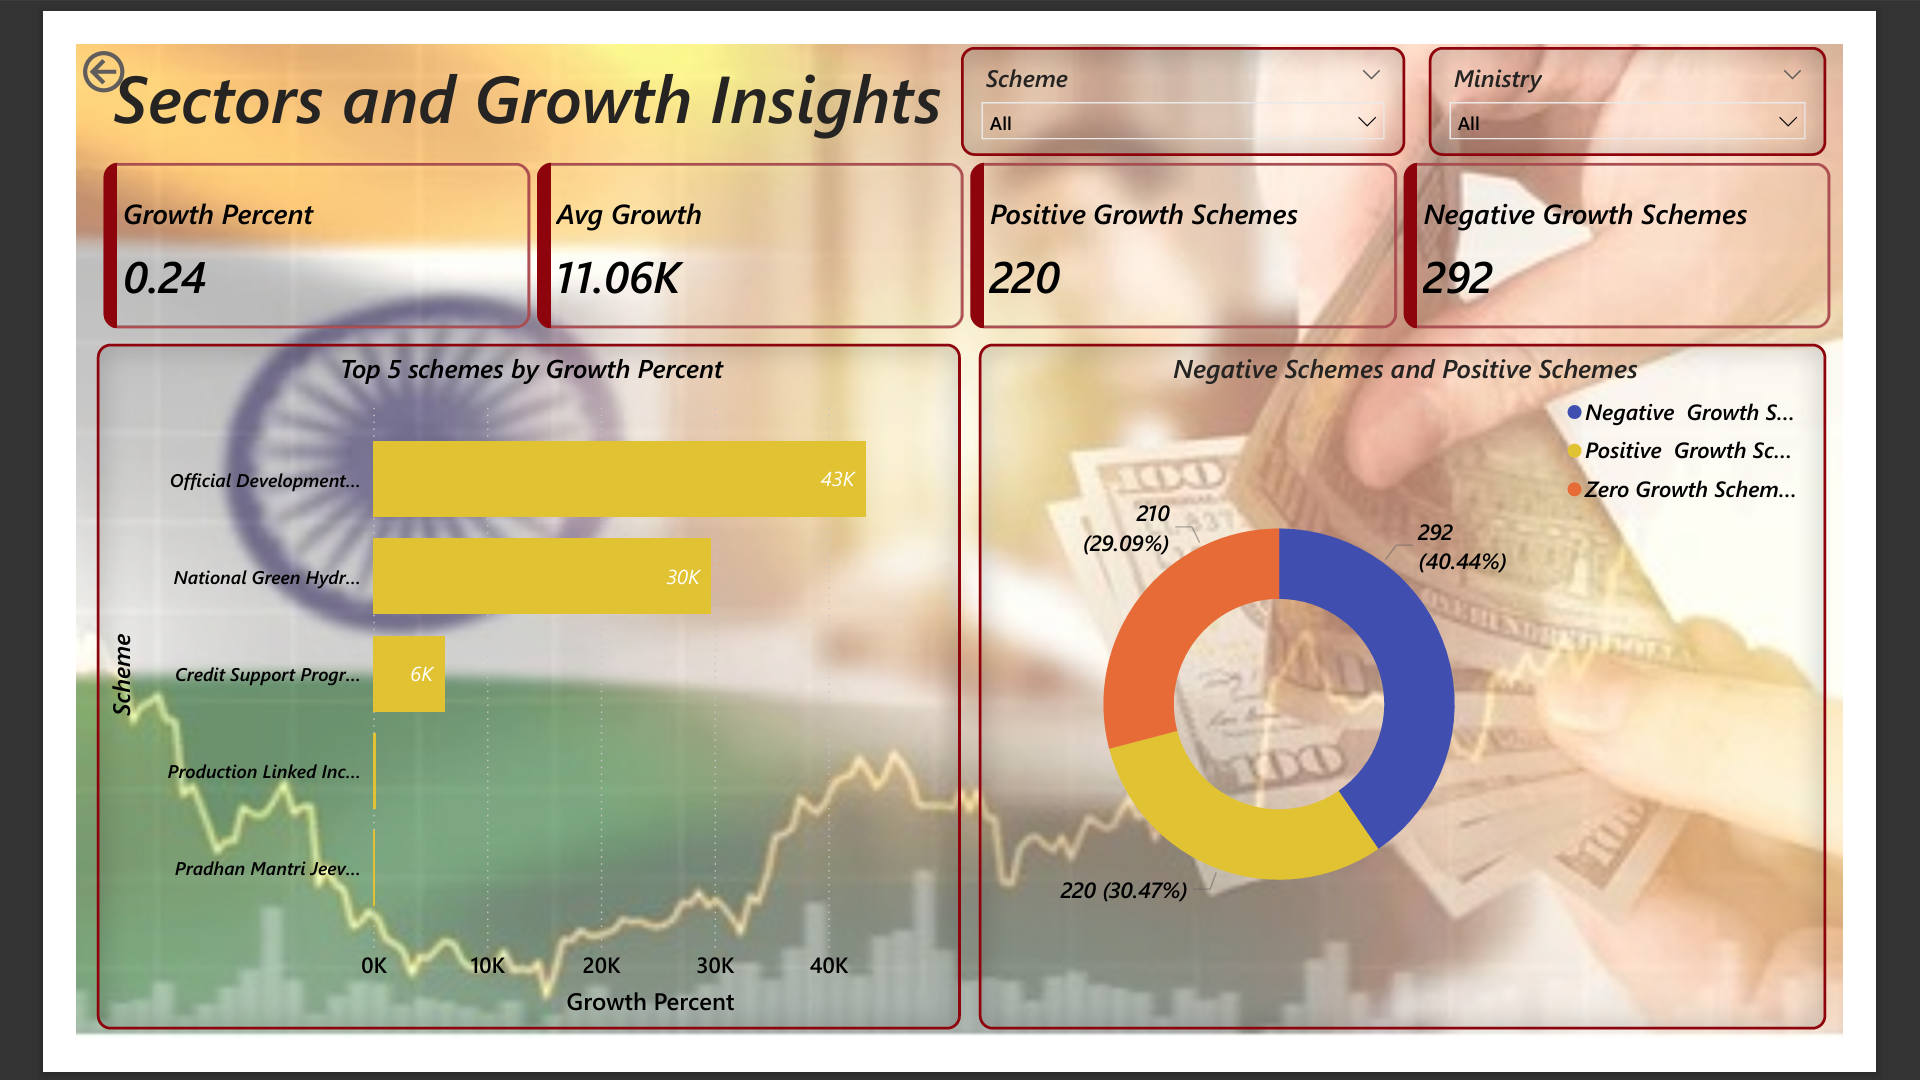 Sectors and Growth Insights
Scheme
All
Ministry
All
Growth Percent
0.24
Avg Growth
11.06K
Positive Growth Schemes
220
Negative Growth Schemes
292
Top 5 schemes by Growth Percent
Scheme
Official Development...
43K
National Green Hydr...
30K
Credit Support Progr...
6K
Production Linked Inc...
Pradhan Mantri Jeev...
0K 10K 20K 30K 40K
Growth Percent
Negative Schemes and Positive Schemes
Negative Growth S...
Positive Growth Sc...
Zero Growth Schem...
210
(29.09%)
292
(40.44%)
220 (30.47%)
100
100